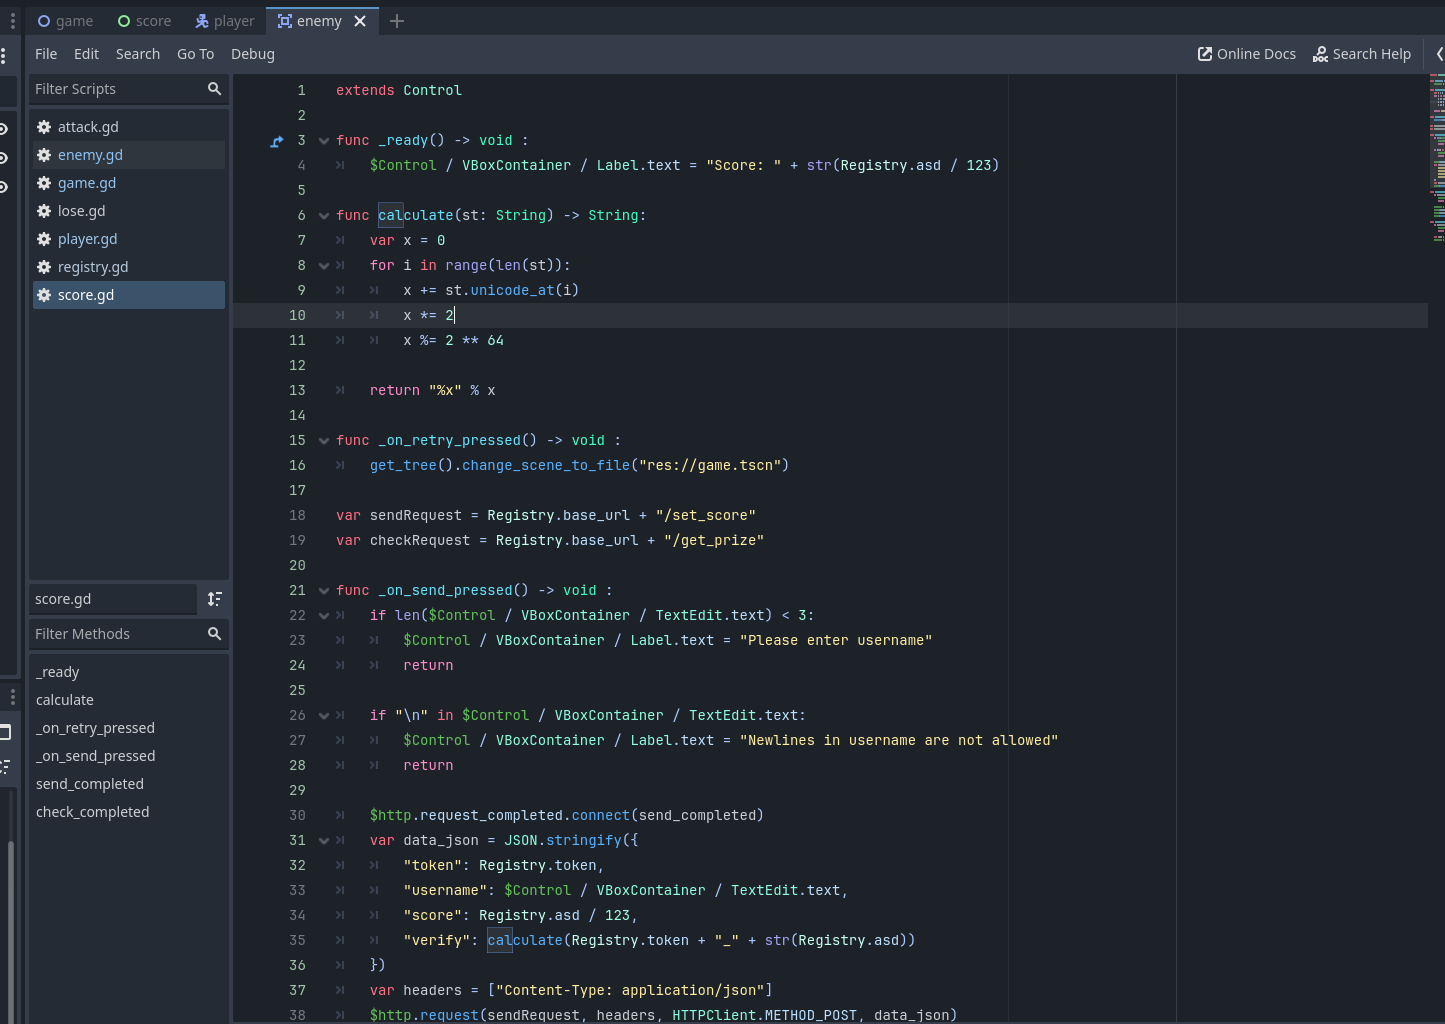 game score player enemy
File Edit Search Go To Debug Online Docs Search Help
Filter Scripts
attack.gd
enemy.gd
game.gd
lose.gd
player.gd
registry.gd
score.gd
score.gd
Filter Methods
_ready
calculate
_on_retry_pressed
_on_send_pressed
send_completed
check_completed
1 extends Control
2
3 func _ready() -> void :
4 $Control / VBoxContainer / Label.text = "Score: " + str(Registry.asd / 123)
5
6 func calculate(st: String) -> String:
7 var x = 0
8 for i in range(len(st)):
9 x += st.unicode_at(i)
10 x *= 2
11 x %= 2 ** 64
12
13 return "%x" % x
14
15 func _on_retry_pressed() -> void :
16 get_tree().change_scene_to_file("res://game.tscn")
17
18 var sendRequest = Registry.base_url + "/set_score"
19 var checkRequest = Registry.base_url + "/get_prize"
20
21 func _on_send_pressed() -> void :
22 if len($Control / VBoxContainer / TextEdit.text) < 3:
23 $Control / VBoxContainer / Label.text = "Please enter username"
24 return
25
26 if "\n" in $Control / VBoxContainer / TextEdit.text:
27 $Control / VBoxContainer / Label.text = "Newlines in username are not allowed"
28 return
29
30 $http.request_completed.connect(send_completed)
31 var data_json = JSON.stringify({
32 "token": Registry.token,
33 "username": $Control / VBoxContainer / TextEdit.text,
34 "score": Registry.asd / 123,
35 "verify": calculate(Registry.token + "_" + str(Registry.asd))
36 })
37 var headers = ["Content-Type: application/json"]
38 $http.request(sendRequest, headers, HTTPClient.METHOD_POST, data_json)